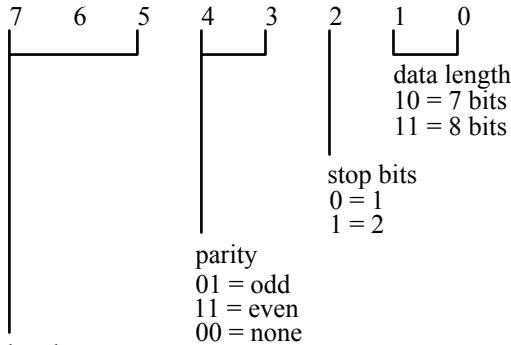 7 6 5 4 3 2 1 0
data length
10 = 7 bits
11 = 8 bits
stop bits
0 = 1
1 = 2
parity
01 = odd
11 = even
00 = none